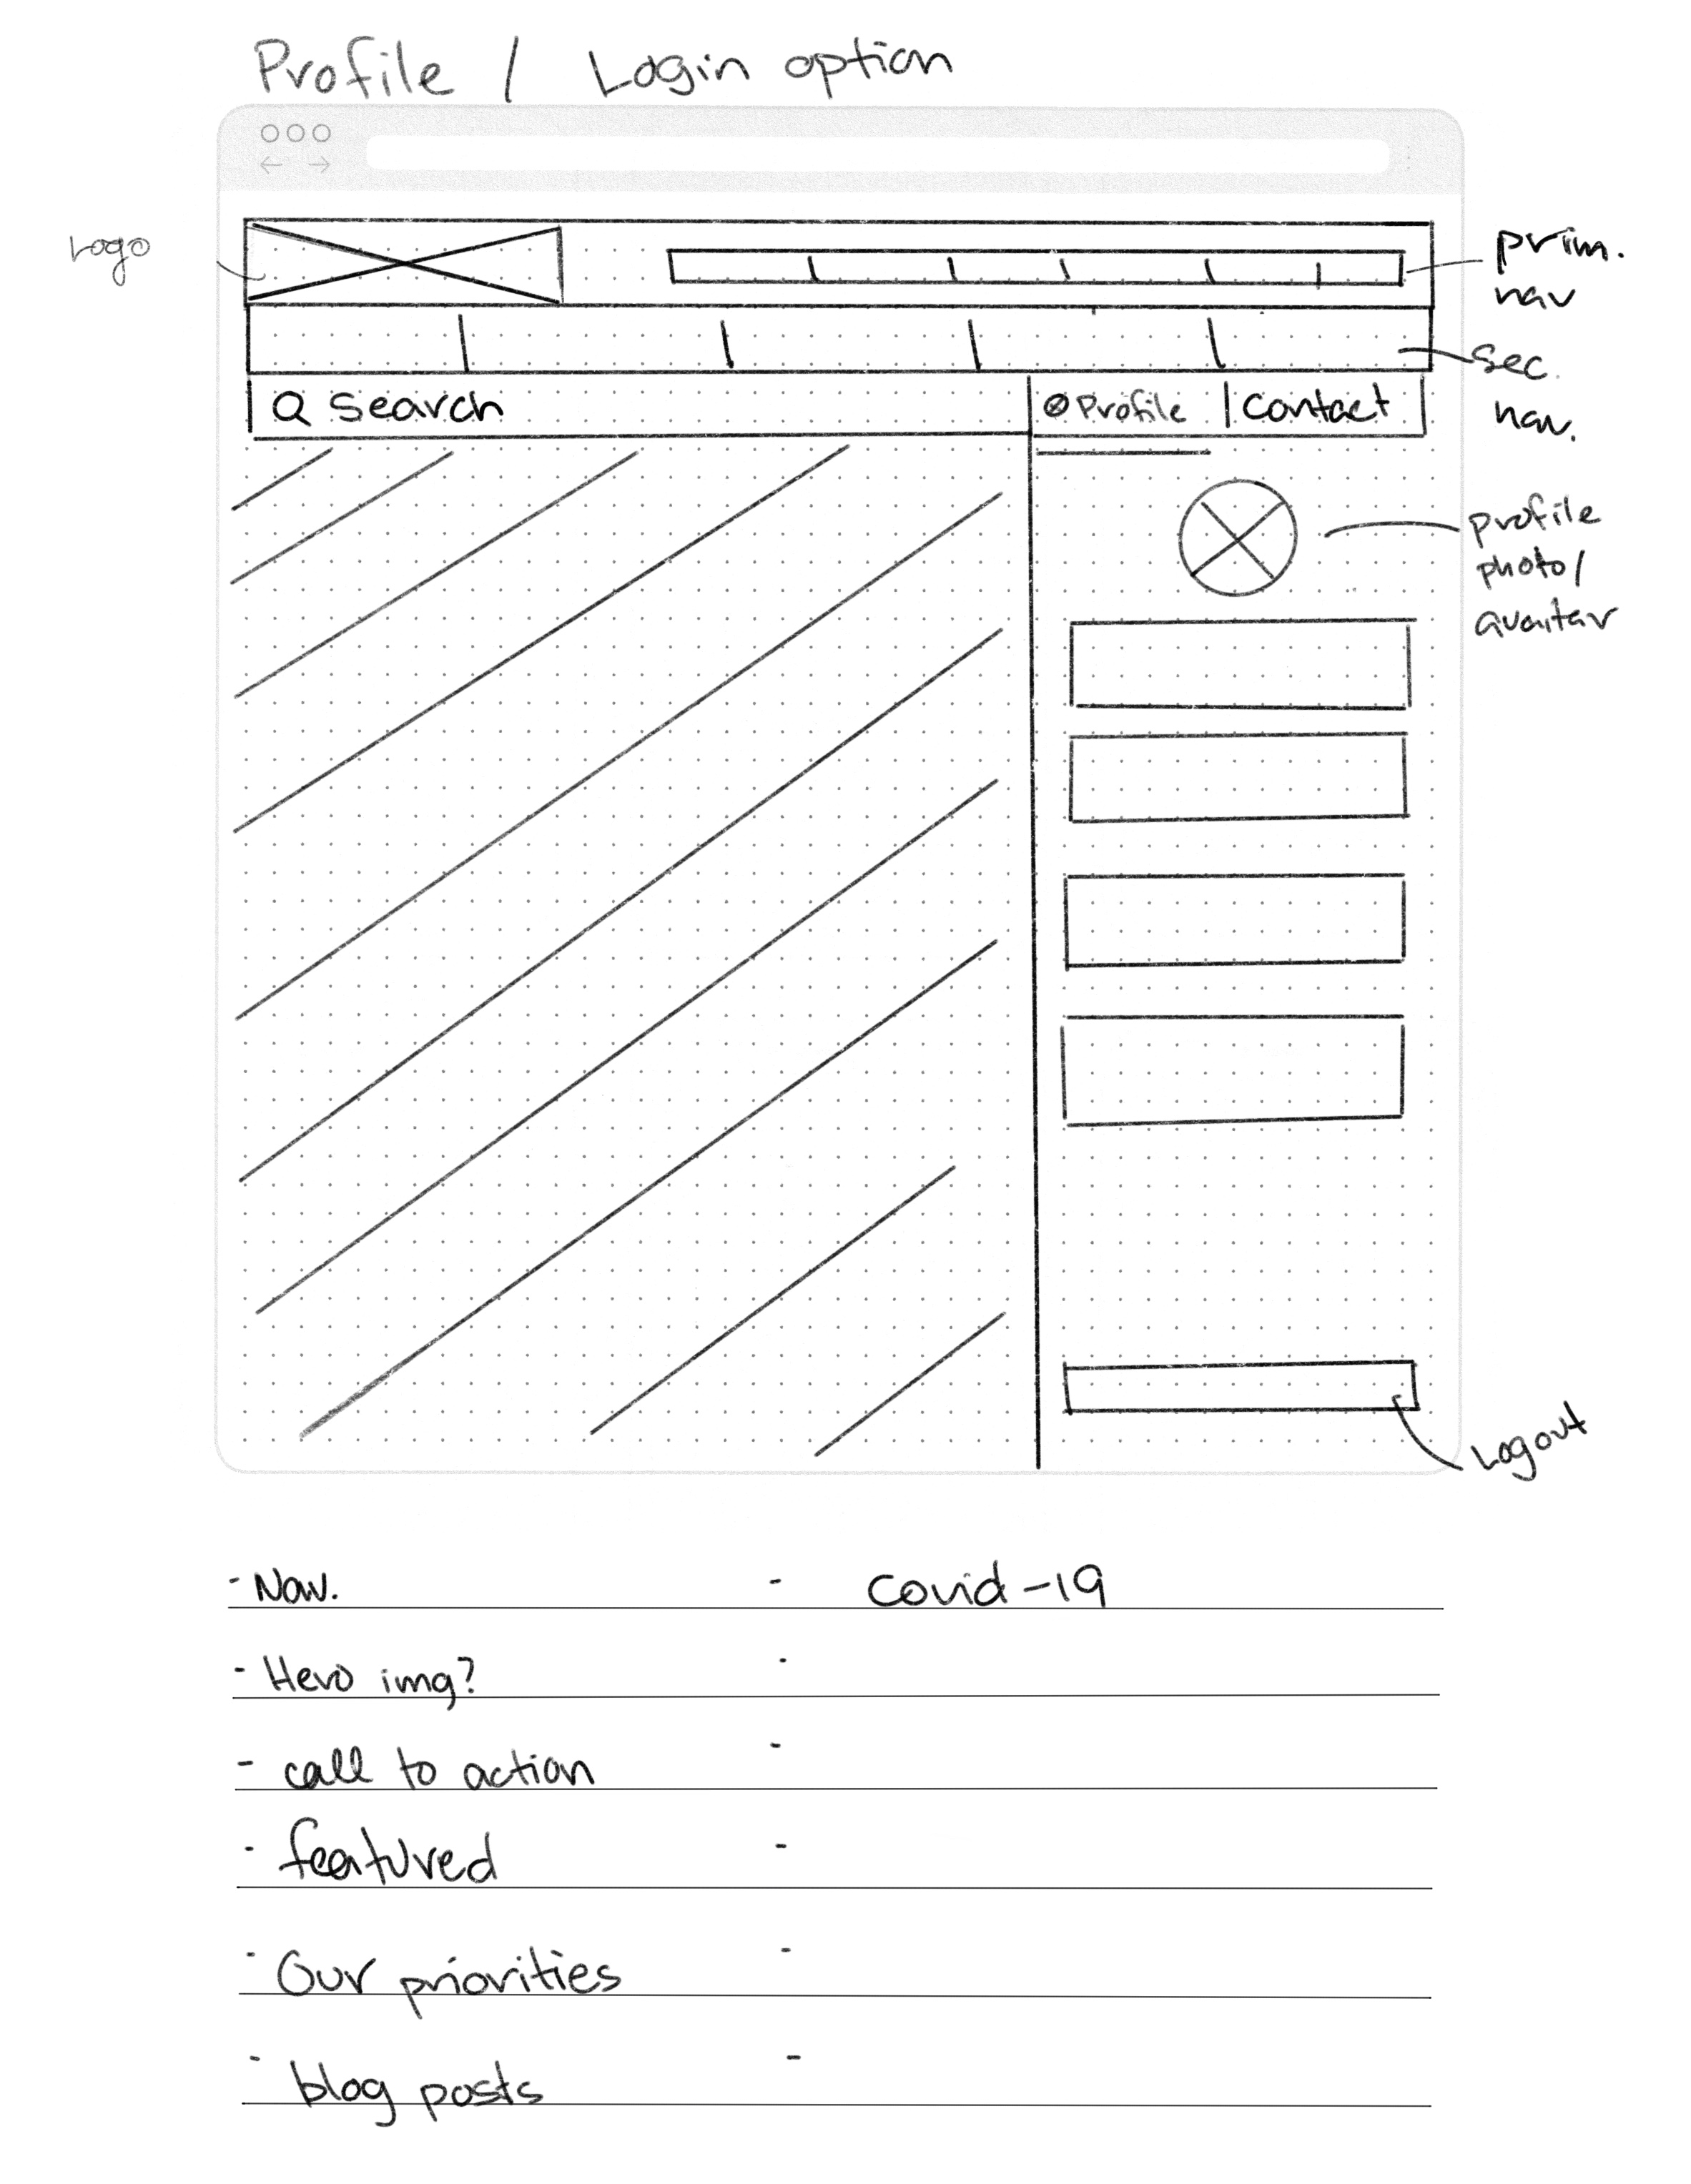 Profile / Login option
Logo
prim.
nav
sec.
nav.
Search
Profile
Contact
profile
photo/
avaitar
Logout
- Nav.
- Covid-19
- Hero img?
-
- call to action
-
- featured
-
- Our priorities
-
- blog posts
-